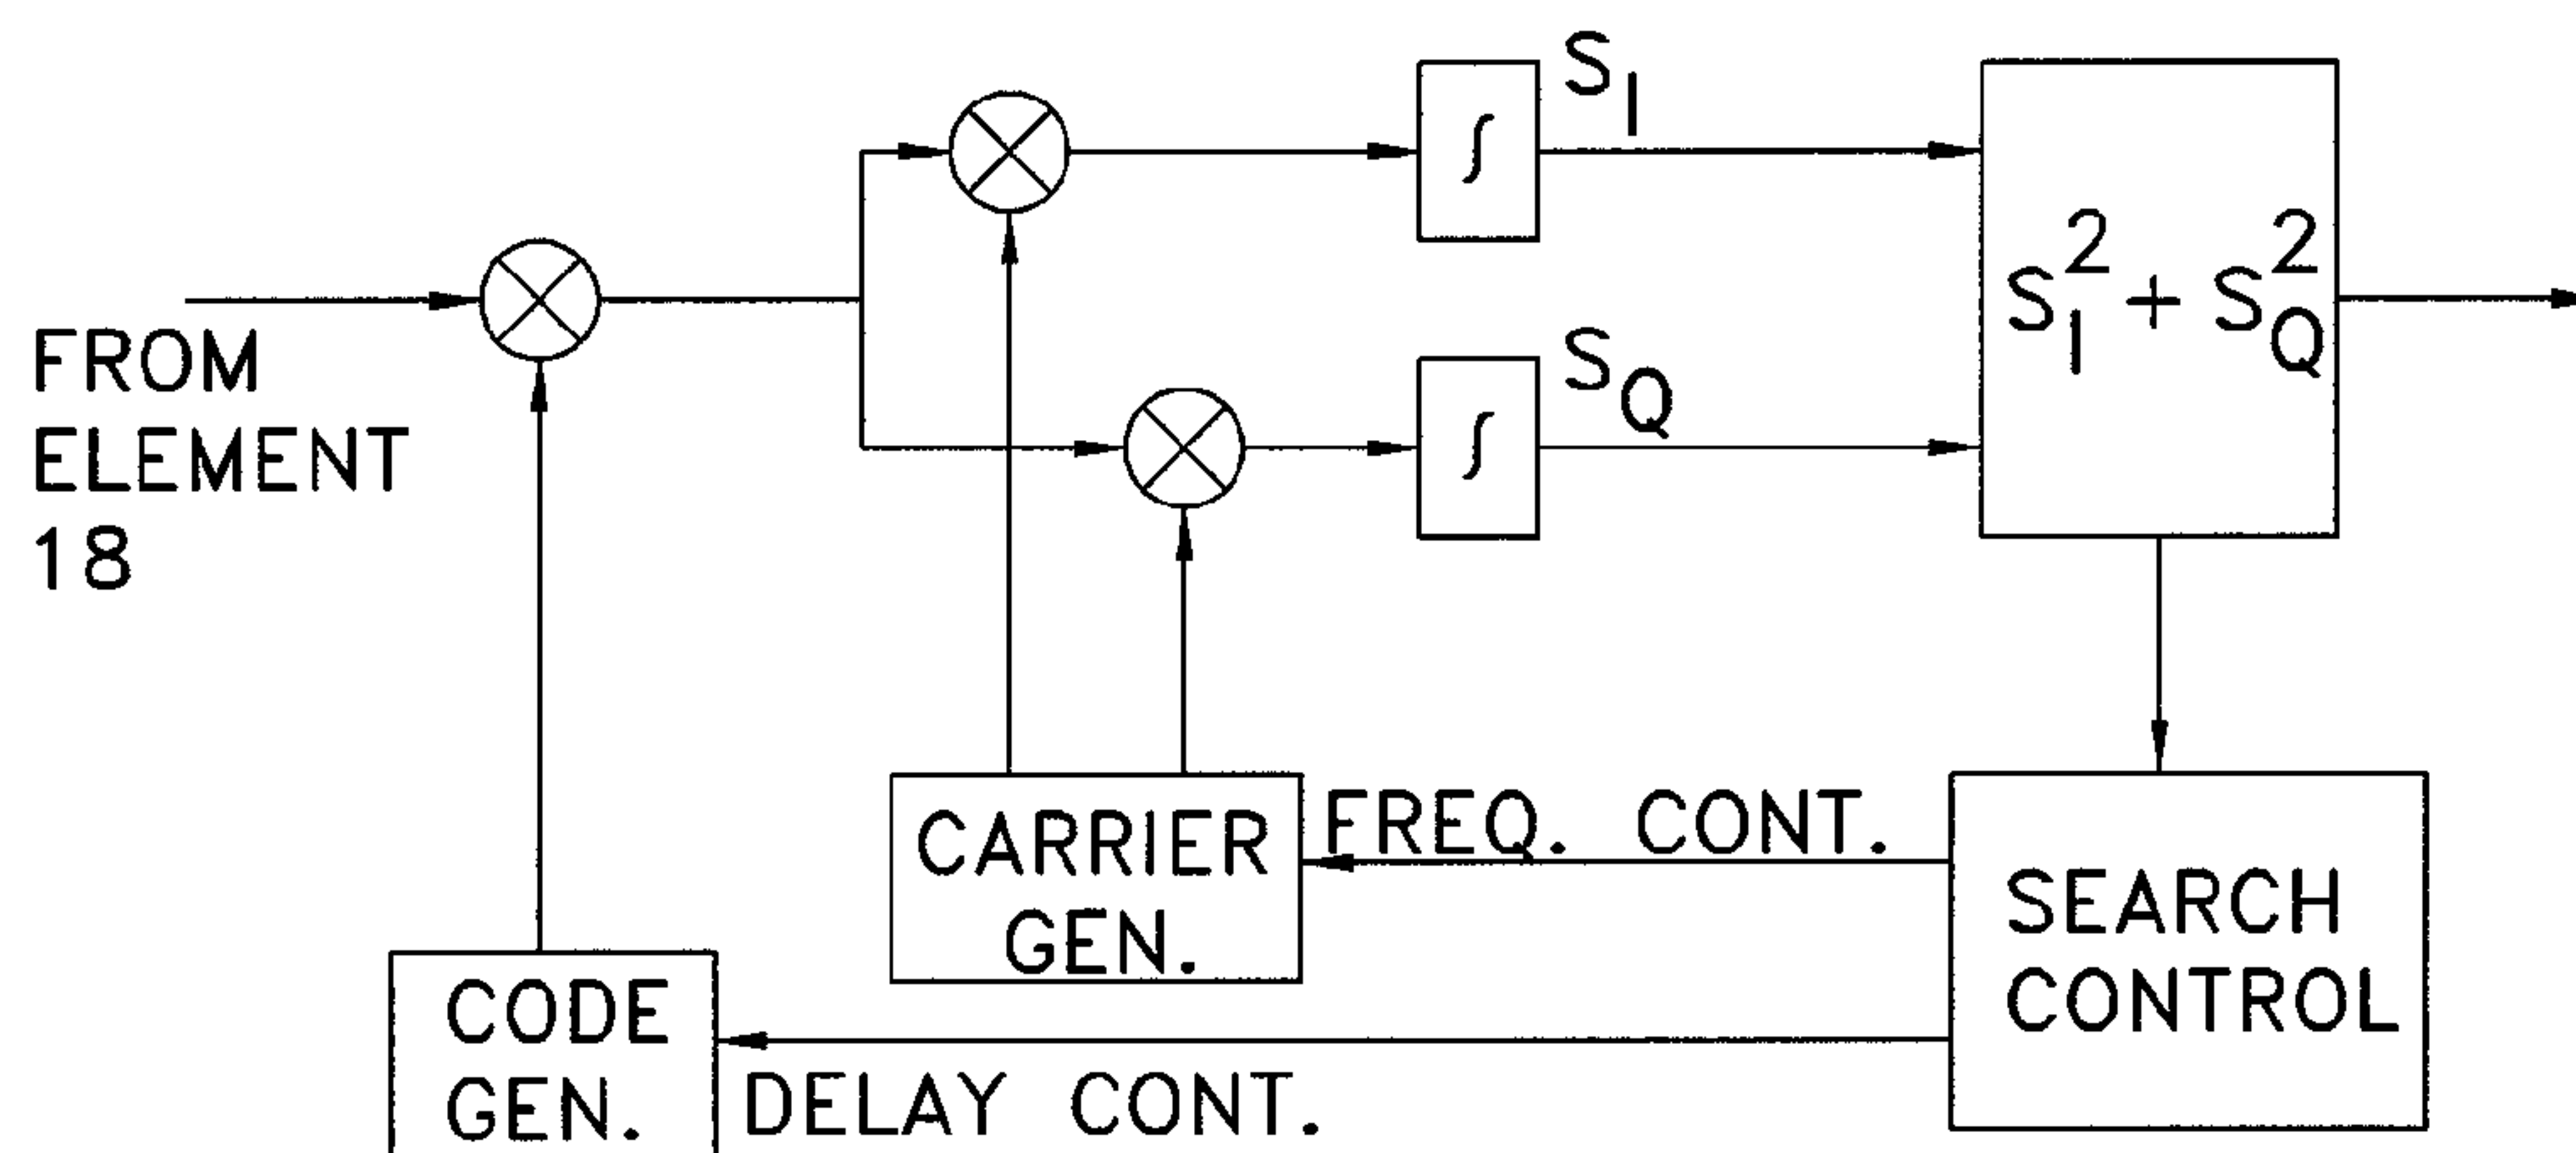 S_I
S_I^2 + S_Q^2
S_Q
FROM
ELEMENT
18
∫
∫
CARRIER
GEN.
FREQ. CONT.
SEARCH
CONTROL
CODE
GEN.
DELAY CONT.